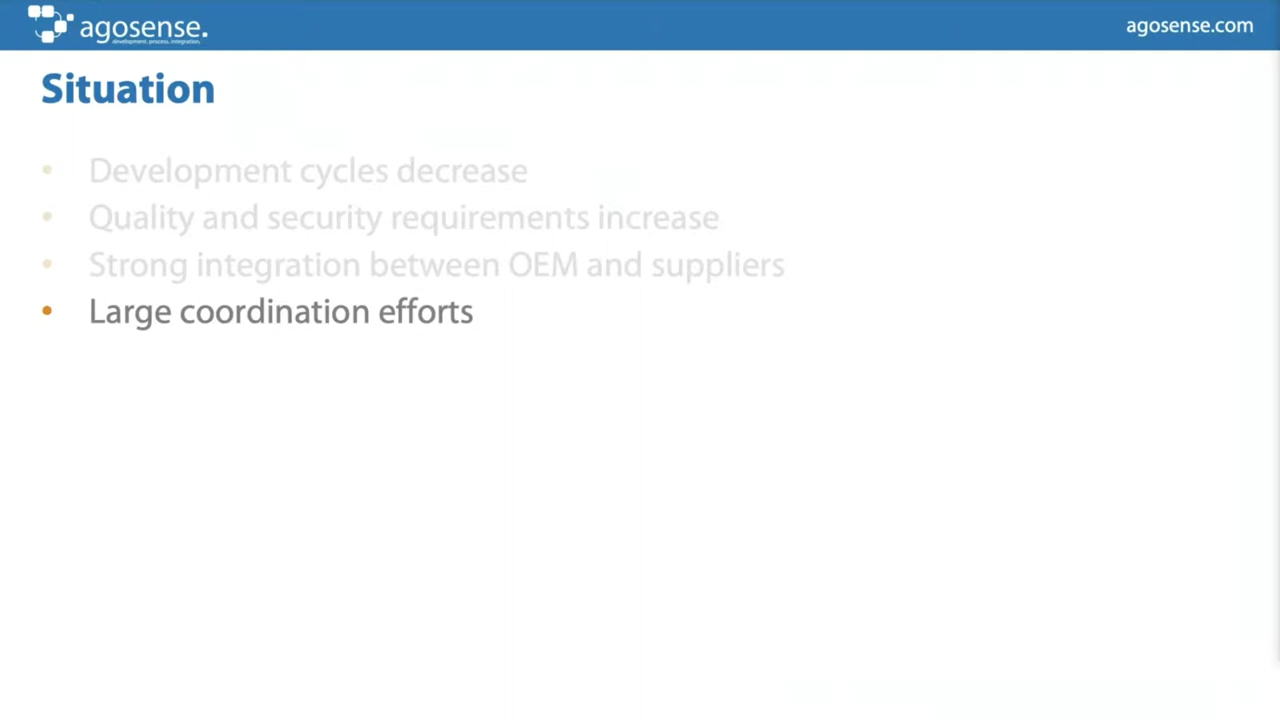 agosense.
development. process. integration.
agosense.com
Situation
• Development cycles decrease
• Quality and security requirements increase
• Strong integration between OEM and suppliers
• Large coordination efforts